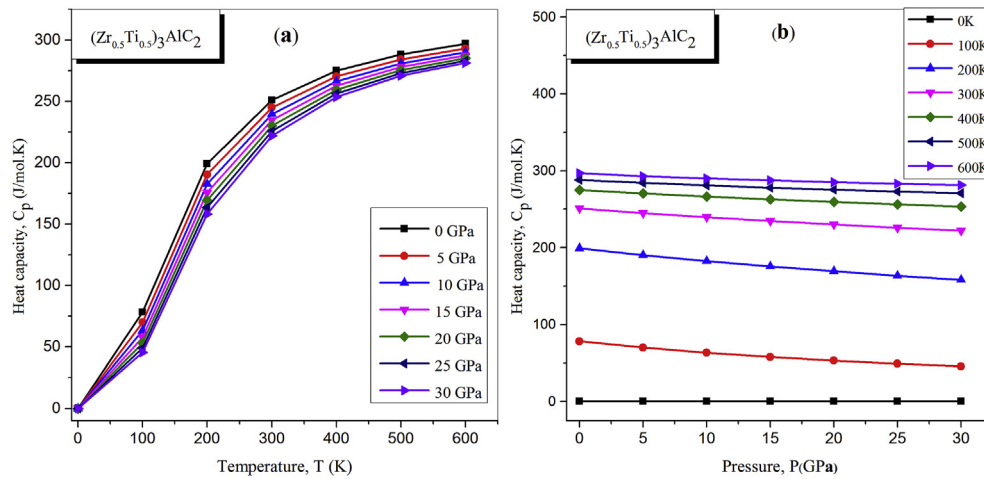 (Zr0.5Ti0.5)3AlC2
(a)
Heat capacity, Cp (J/mol.K)
300
250
200
150
100
50
0
0 GPa
5 GPa
10 GPa
15 GPa
20 GPa
25 GPa
30 GPa
0 100 200 300 400 500 600
Temperature, T (K)
(Zr0.5Ti0.5)3AlC2
(b)
Heat capacity, Cp (J/mol.K)
500
400
300
200
100
0
0K
100K
200K
300K
400K
500K
600K
0 5 10 15 20 25 30
Pressure, P(GPa)